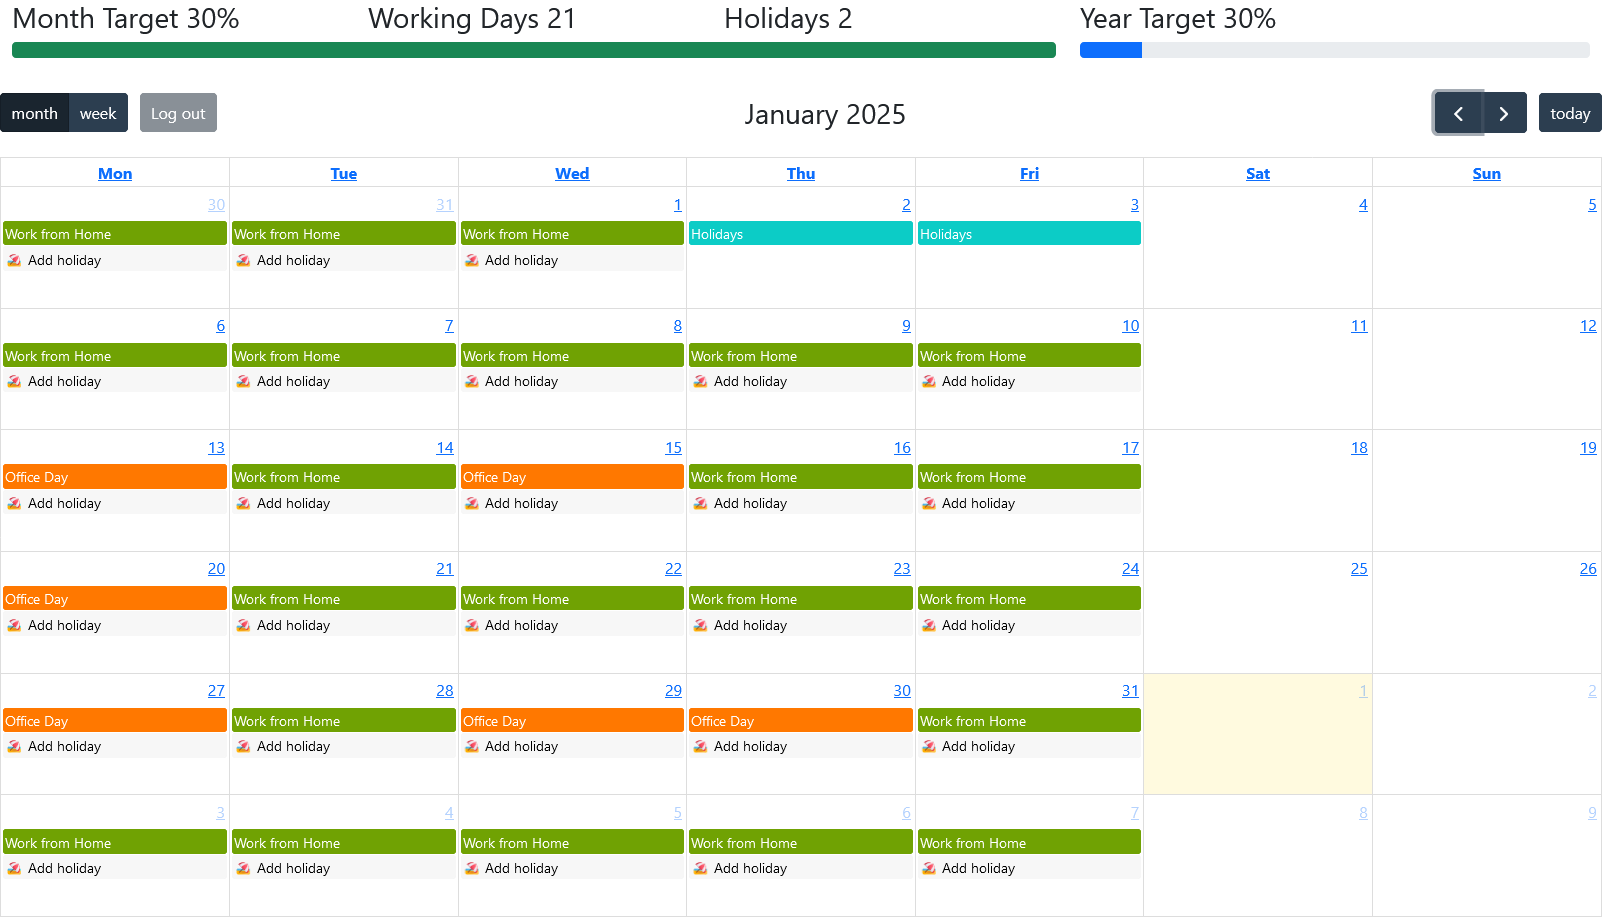 Month Target 30% Working Days 21 Holidays 2 Year Target 30%
month week Log out January 2025 today
Mon Tue Wed Thu Fri Sat Sun
30 31 1 2 3 4 5
Work from Home Work from Home Work from Home Holidays Holidays
Add holiday Add holiday Add holiday
6 7 8 9 10 11 12
Work from Home Work from Home Work from Home Work from Home Work from Home
Add holiday Add holiday Add holiday Add holiday Add holiday
13 14 15 16 17 18 19
Office Day Work from Home Office Day Work from Home Work from Home
Add holiday Add holiday Add holiday Add holiday Add holiday
20 21 22 23 24 25 26
Office Day Work from Home Work from Home Work from Home Work from Home
Add holiday Add holiday Add holiday Add holiday Add holiday
27 28 29 30 31 1 2
Office Day Work from Home Office Day Office Day Work from Home
Add holiday Add holiday Add holiday Add holiday Add holiday
3 4 5 6 7 8 9
Work from Home Work from Home Work from Home Work from Home Work from Home
Add holiday Add holiday Add holiday Add holiday Add holiday